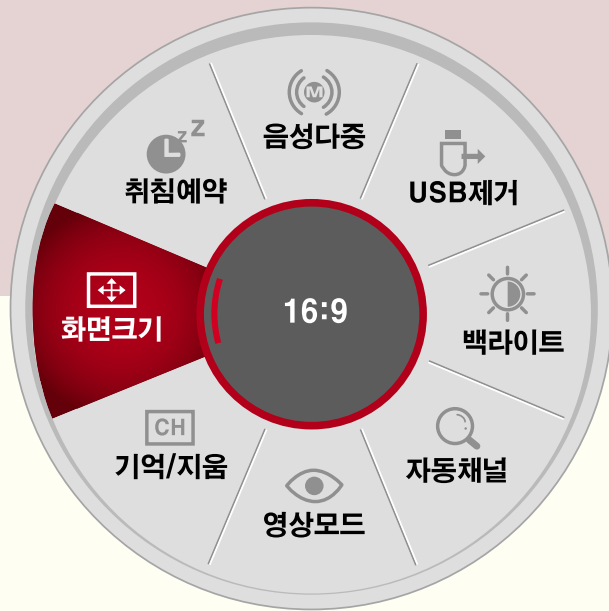 M
음성다중
z z
취침예약
USB제거
화면크기
16:9
백라이트
CH
기억/지움
자동채널
영상모드